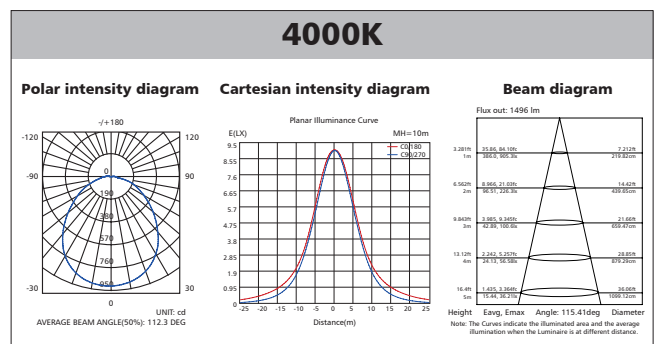 4000K
Polar intensity diagram
-/+180
-120
120
-90
90
0
190
380
570
760
950
-30
30
0
UNIT: cd
AVERAGE BEAM ANGLE(50%): 112.3 DEG
Cartesian intensity diagram
Planar Illuminance Curve
E(LX)
MH=10m
C0/180
C90/270
9.5
8.55
7.6
6.65
5.7
4.75
3.8
2.85
1.9
0.95
0
-25 -20 -15 -10 -5 0 5 10 15 20 25
Distance(m)
Beam diagram
Flux out: 1496 lm
3.281ft 35.86, 84.10fc 7.212ft
1m 386.0, 905.3lx 219.82cm
6.562ft 8.966, 21.03fc 14.42ft
2m 96.51, 226.3lx 439.65cm
9.843ft 3.985, 9.345fc 21.66ft
3m 42.89, 100.6lx 659.47cm
13.12ft 2.242, 5.257fc 28.85ft
4m 24.13, 56.58lx 879.29cm
16.4ft 1.435, 3.364fc 36.06ft
5m 15.44, 36.21lx 1099.12cm
Height Eavg, Emax Angle: 115.41deg Diameter
Note: The Curves indicate the illuminated area and the average
illumination when the Luminaire is at different distance.